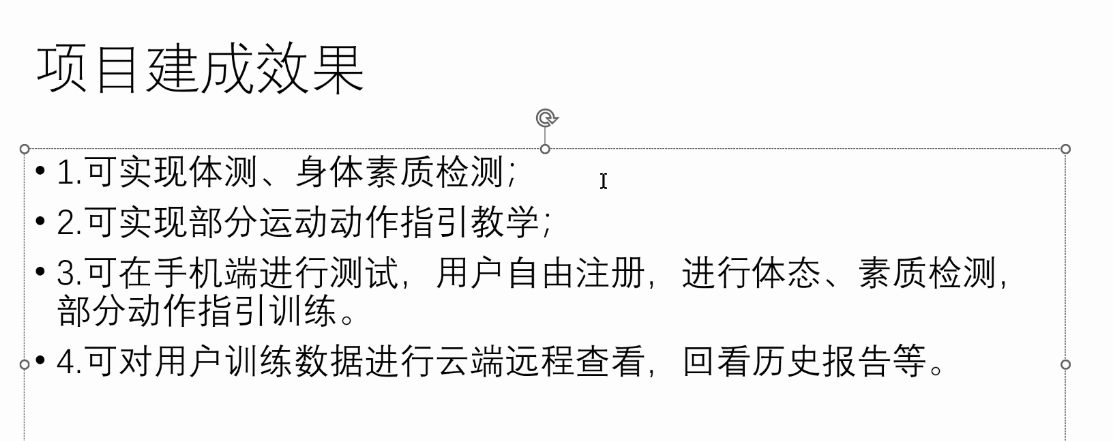 项目建成效果
• 1.可实现体测、身体素质检测；
• 2.可实现部分运动动作指引教学；
• 3.可在手机端进行测试，用户自由注册，进行体态、素质检测，
部分动作指引训练。
• 4.可对用户训练数据进行云端远程查看，回看历史报告等。